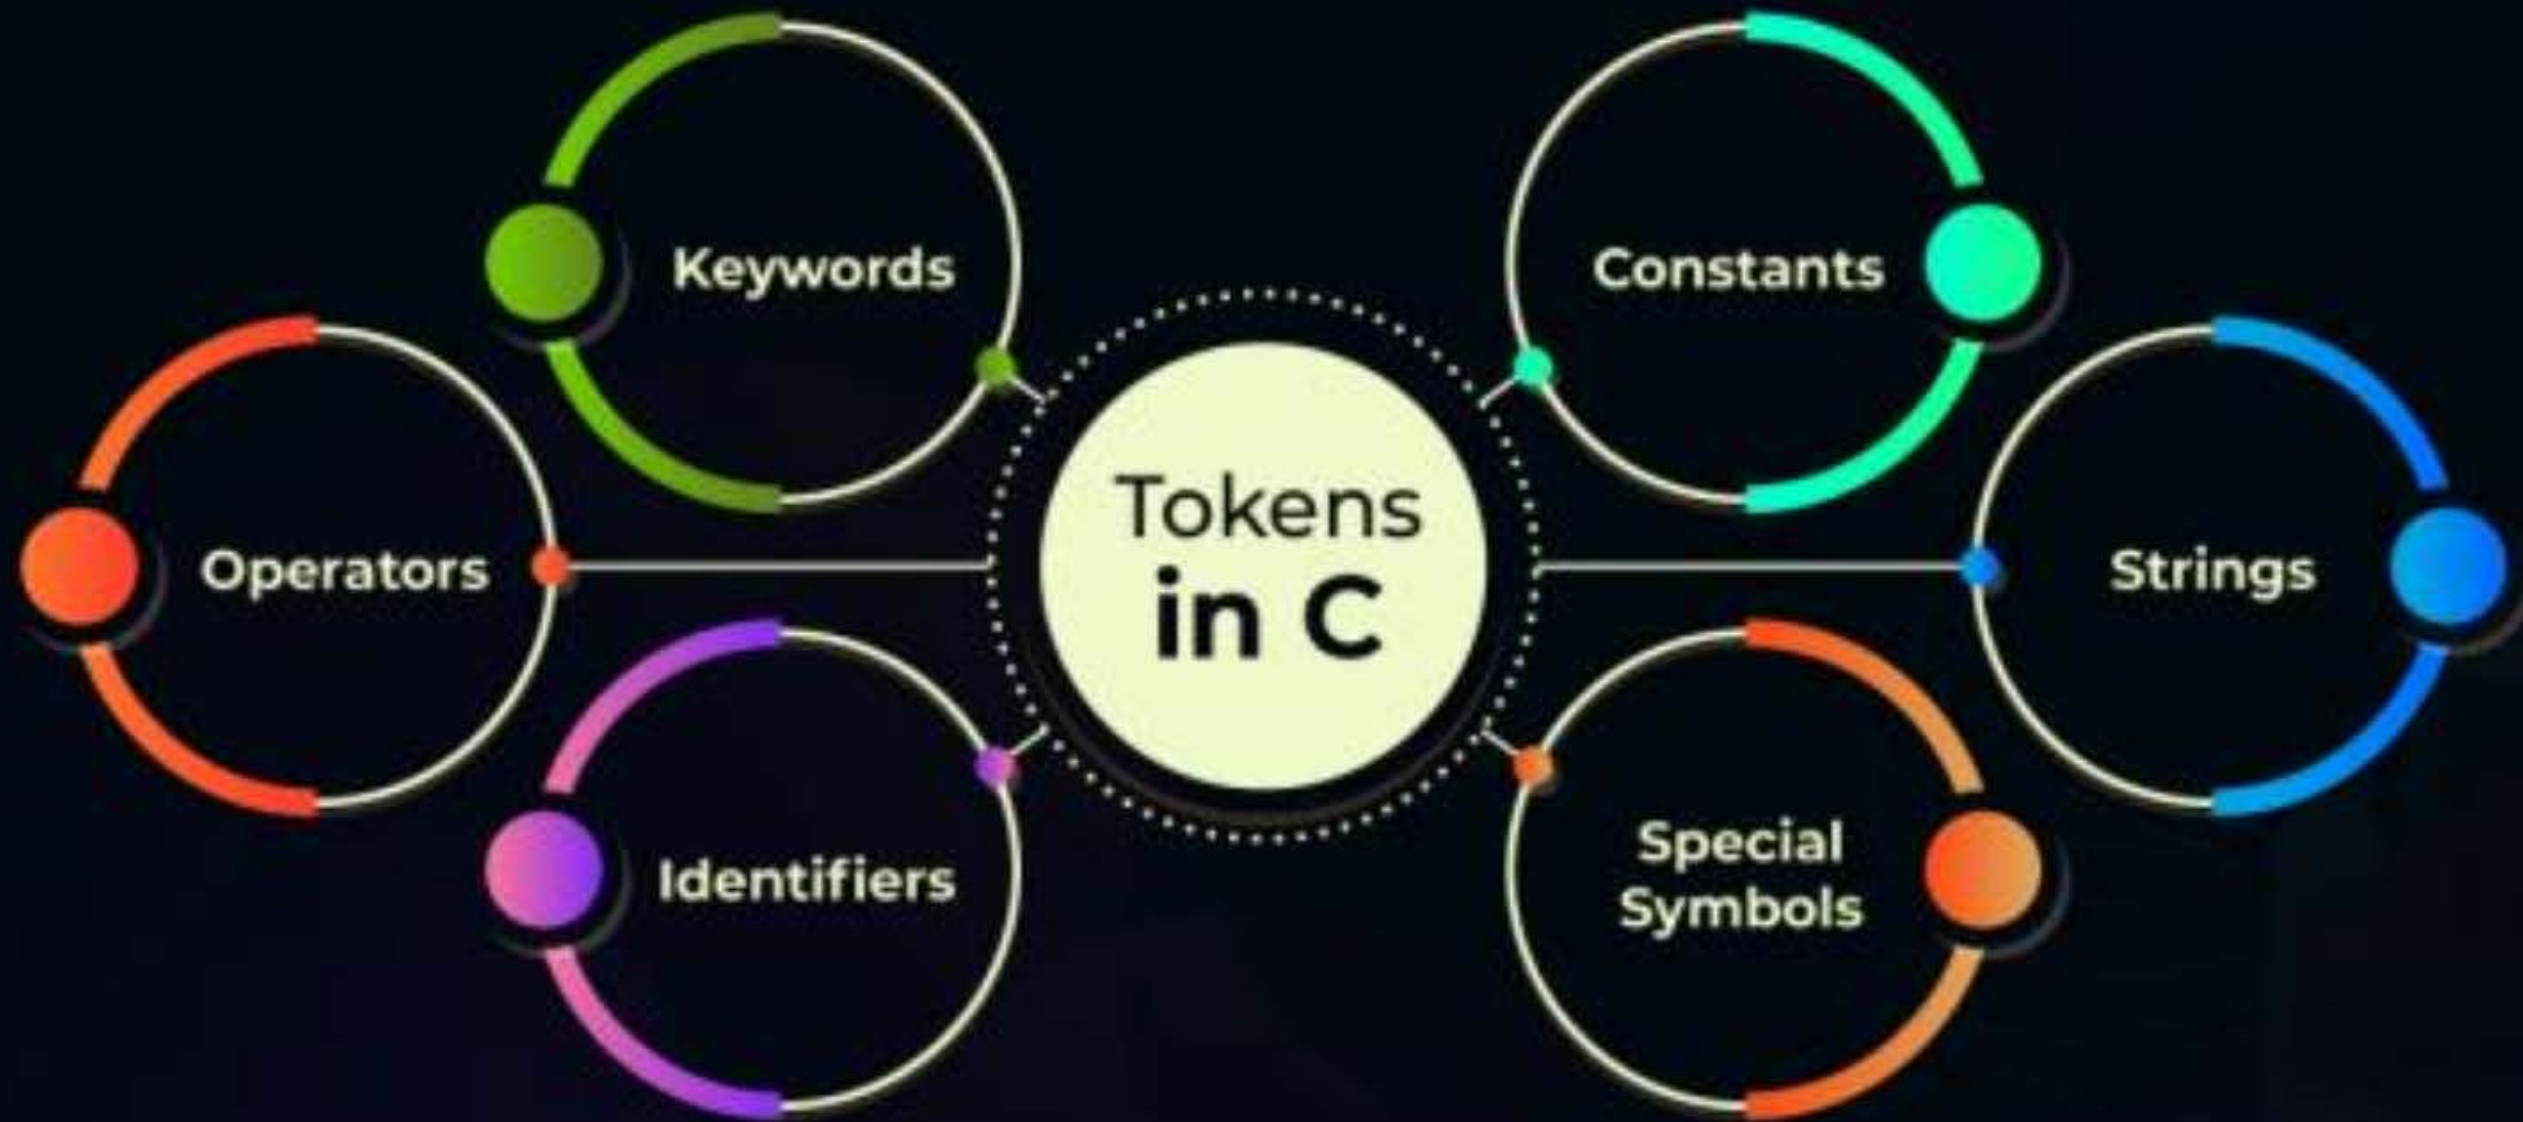 Keywords
Constants
Operators
Tokens
in C
Strings
Identifiers
Special
Symbols